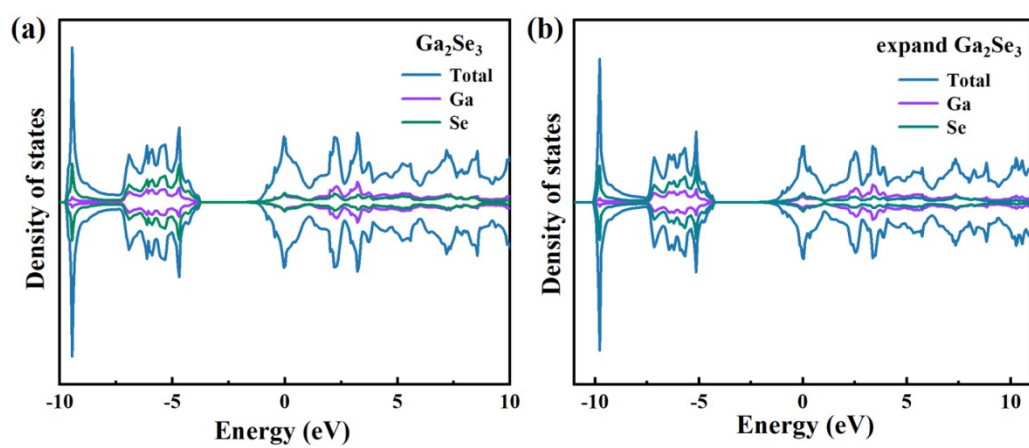 (a)
Ga₂Se₃
Total
Ga
Se
Density of states
-10
-5
0
5
10
Energy (eV)
(b)
expand Ga₂Se₃
Total
Ga
Se
Density of states
-10
-5
0
5
10
Energy (eV)